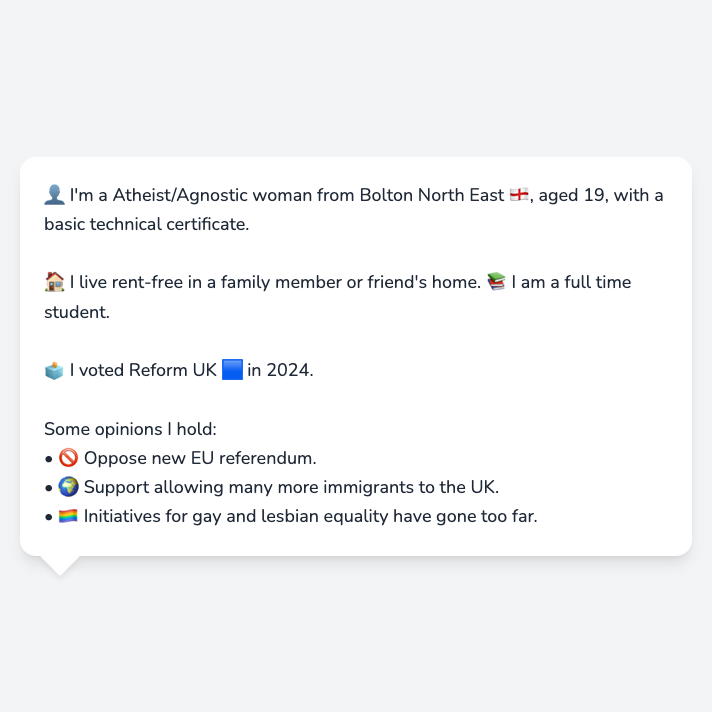 👤 I'm a Atheist/Agnostic woman from Bolton North East 🏴󠁧󠁢󠁥󠁮󠁧󠁿, aged 19, with a
basic technical certificate.
🏠 I live rent-free in a family member or friend's home. 📚 I am a full time
student.
🗳️ I voted Reform UK 🟦 in 2024.
Some opinions I hold:
• 🚫 Oppose new EU referendum.
• 🌍 Support allowing many more immigrants to the UK.
• 🏳️‍🌈 Initiatives for gay and lesbian equality have gone too far.